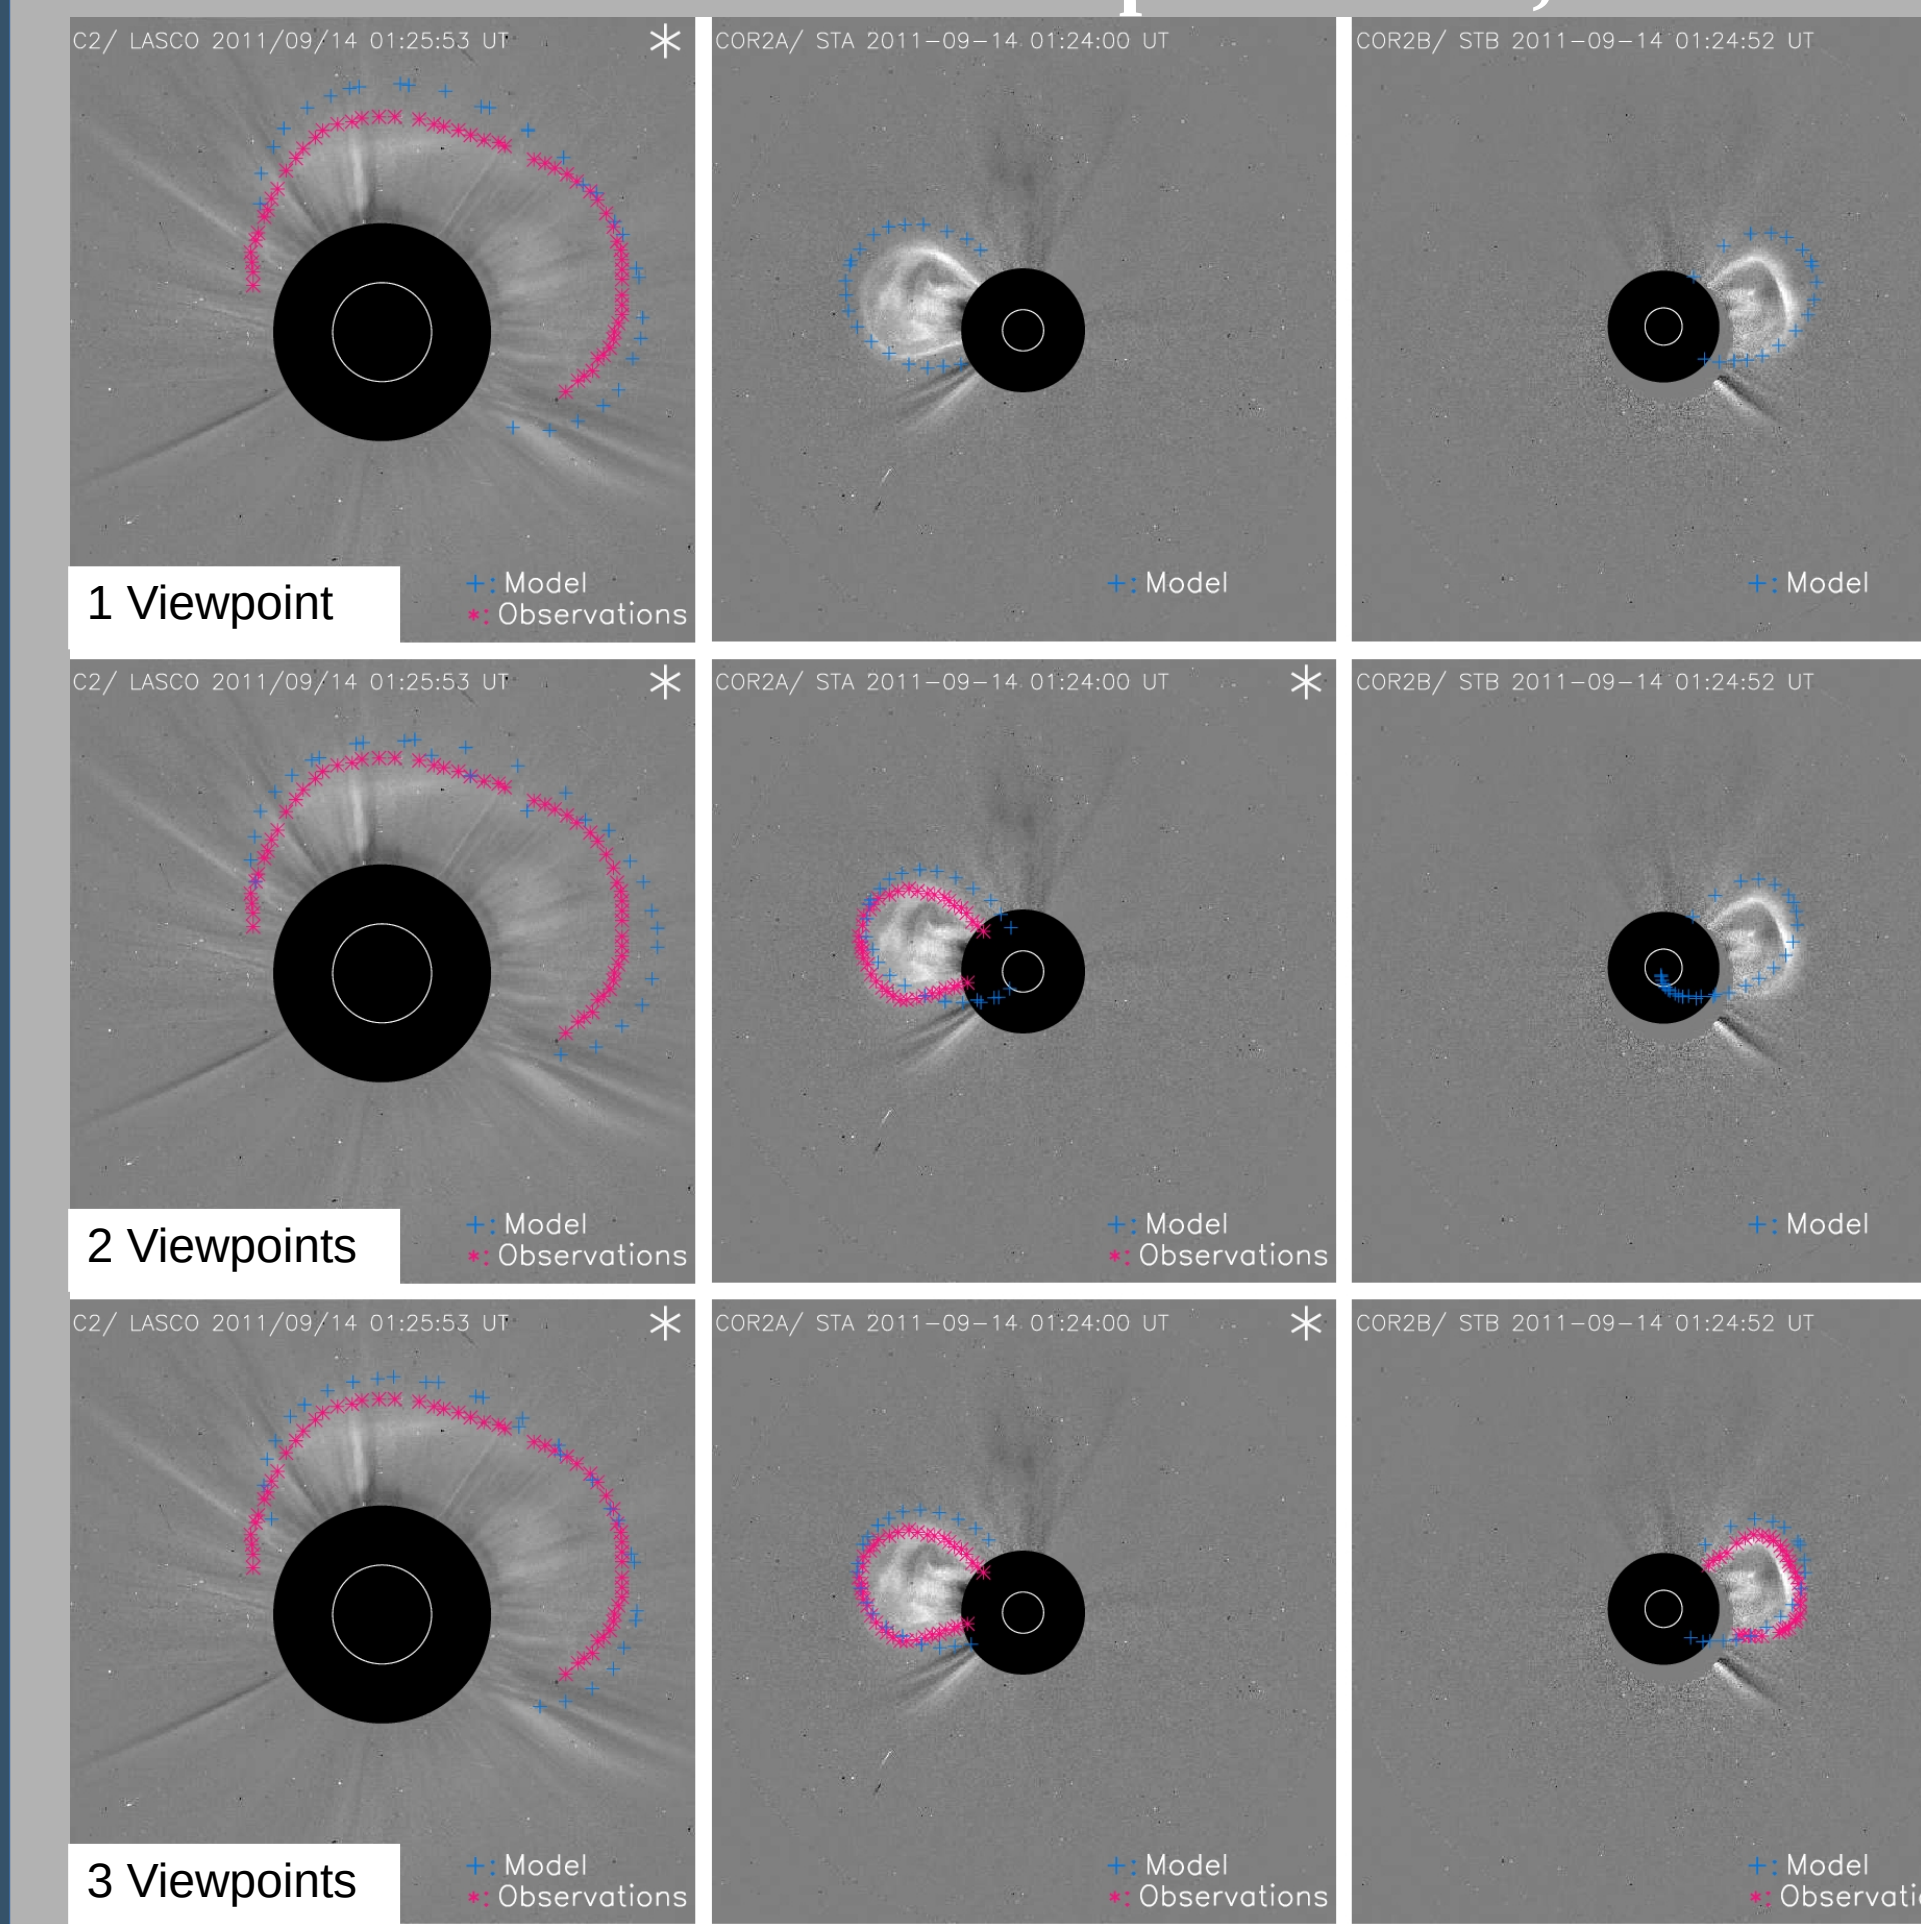 C2/ LASCO 2011/09/14 01:25:53 UT
COR2A/ STA 2011-09-14 01:24:00 UT
COR2B/ STB 2011-09-14 01:24:52 UT
+: Model
*: Observations
+: Model
+: Model
1 Viewpoint
C2/ LASCO 2011/09/14 01:25:53 UT
COR2A/ STA 2011-09-14 01:24:00 UT
COR2B/ STB 2011-09-14 01:24:52 UT
+: Model
*: Observations
+: Model
*: Observations
+: Model
2 Viewpoints
C2/ LASCO 2011/09/14 01:25:53 UT
COR2A/ STA 2011-09-14 01:24:00 UT
COR2B/ STB 2011-09-14 01:24:52 UT
+: Model
*: Observations
+: Model
*: Observations
+: Model
*: Observati
3 Viewpoints